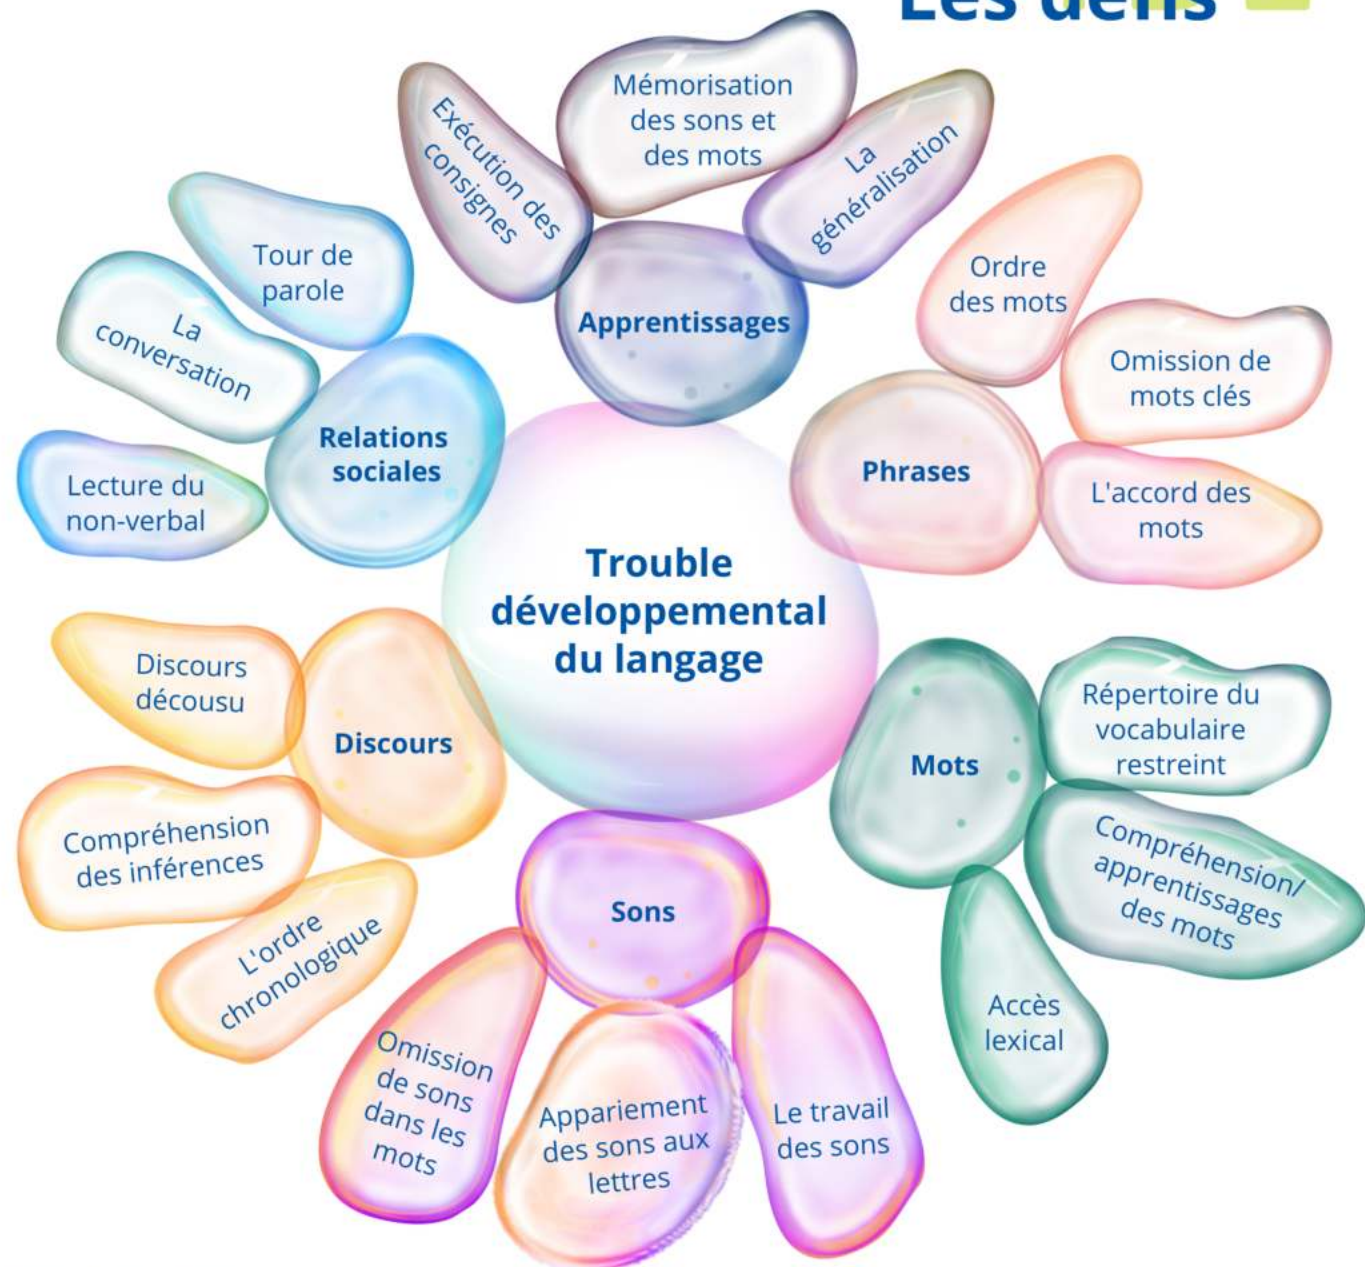 Les défis
Mémorisation
des sons et
des mots
Exécution des
consignes
La
généralisation
Apprentissages
Tour de
parole
La
conversation
Lecture du
non-verbal
Relations
sociales
Ordre
des mots
Omission de
mots clés
L'accord des
mots
Phrases
Trouble
développemental
du langage
Discours
décousu
Compréhension
des inférences
L'ordre
chronologique
Discours
Mots
Répertoire du
vocabulaire
restreint
Compréhension/
apprentissages
des mots
Accès
lexical
Sons
Omission
de sons
dans les
mots
Appariement
des sons aux
lettres
Le travail
des sons